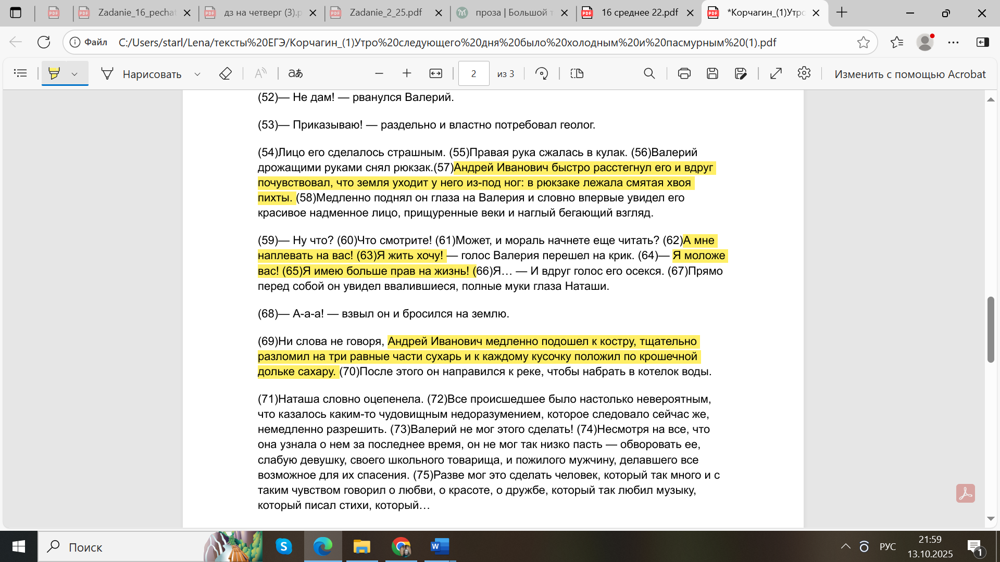 Zadanie_16_pechat
дз на четверг (3).p
Zadanie_2_25.pdf
проза | Большой т
16 среднее 22.pdf
*Корчагин_(1)Утро
Файл C:/Users/starl/Lena/тексты%20ЕГЭ/Корчагин_(1)Утро%20следующего%20дня%20было%20холодным%20и%20пасмурным%20(1).pdf
Нарисовать
аあ
2 из 3
Изменить с помощью Acrobat
(52)— Не дам! — рванулся Валерий.
(53)— Приказываю! — раздельно и властно потребовал геолог.
(54)Лицо его сделалось страшным. (55)Правая рука сжалась в кулак. (56)Валерий
дрожащими руками снял рюкзак.(57)Андрей Иванович быстро расстегнул его и вдруг
почувствовал, что земля уходит у него из-под ног: в рюкзаке лежала смятая хвоя
пихты. (58)Медленно поднял он глаза на Валерия и словно впервые увидел его
красивое надменное лицо, прищуренные веки и наглый бегающий взгляд.
(59)— Ну что? (60)Что смотрите! (61)Может, и мораль начнете еще читать? (62)А мне
наплевать на вас! (63)Я жить хочу! — голос Валерия перешел на крик. (64)— Я моложе
вас! (65)Я имею больше прав на жизнь! (66)Я… — И вдруг голос его осекся. (67)Прямо
перед собой он увидел ввалившиеся, полные муки глаза Наташи.
(68)— А-а-а! — взвыл он и бросился на землю.
(69)Ни слова не говоря, Андрей Иванович медленно подошел к костру, тщательно
разломил на три равные части сухарь и к каждому кусочку положил по крошечной
дольке сахару. (70)После этого он направился к реке, чтобы набрать в котелок воды.
(71)Наташа словно оцепенела. (72)Все происшедшее было настолько невероятным,
что казалось каким-то чудовищным недоразумением, которое следовало сейчас же,
немедленно разрешить. (73)Валерий не мог этого сделать! (74)Несмотря на все, что
она узнала о нем за последнее время, он не мог так низко пасть — обворовать ее,
слабую девушку, своего школьного товарища, и пожилого мужчину, делавшего все
возможное для их спасения. (75)Разве мог это сделать человек, который так много и с
таким чувством говорил о любви, о красоте, о дружбе, который так любил музыку,
который писал стихи, который…
Поиск
РУС
21:59
13.10.2025
1